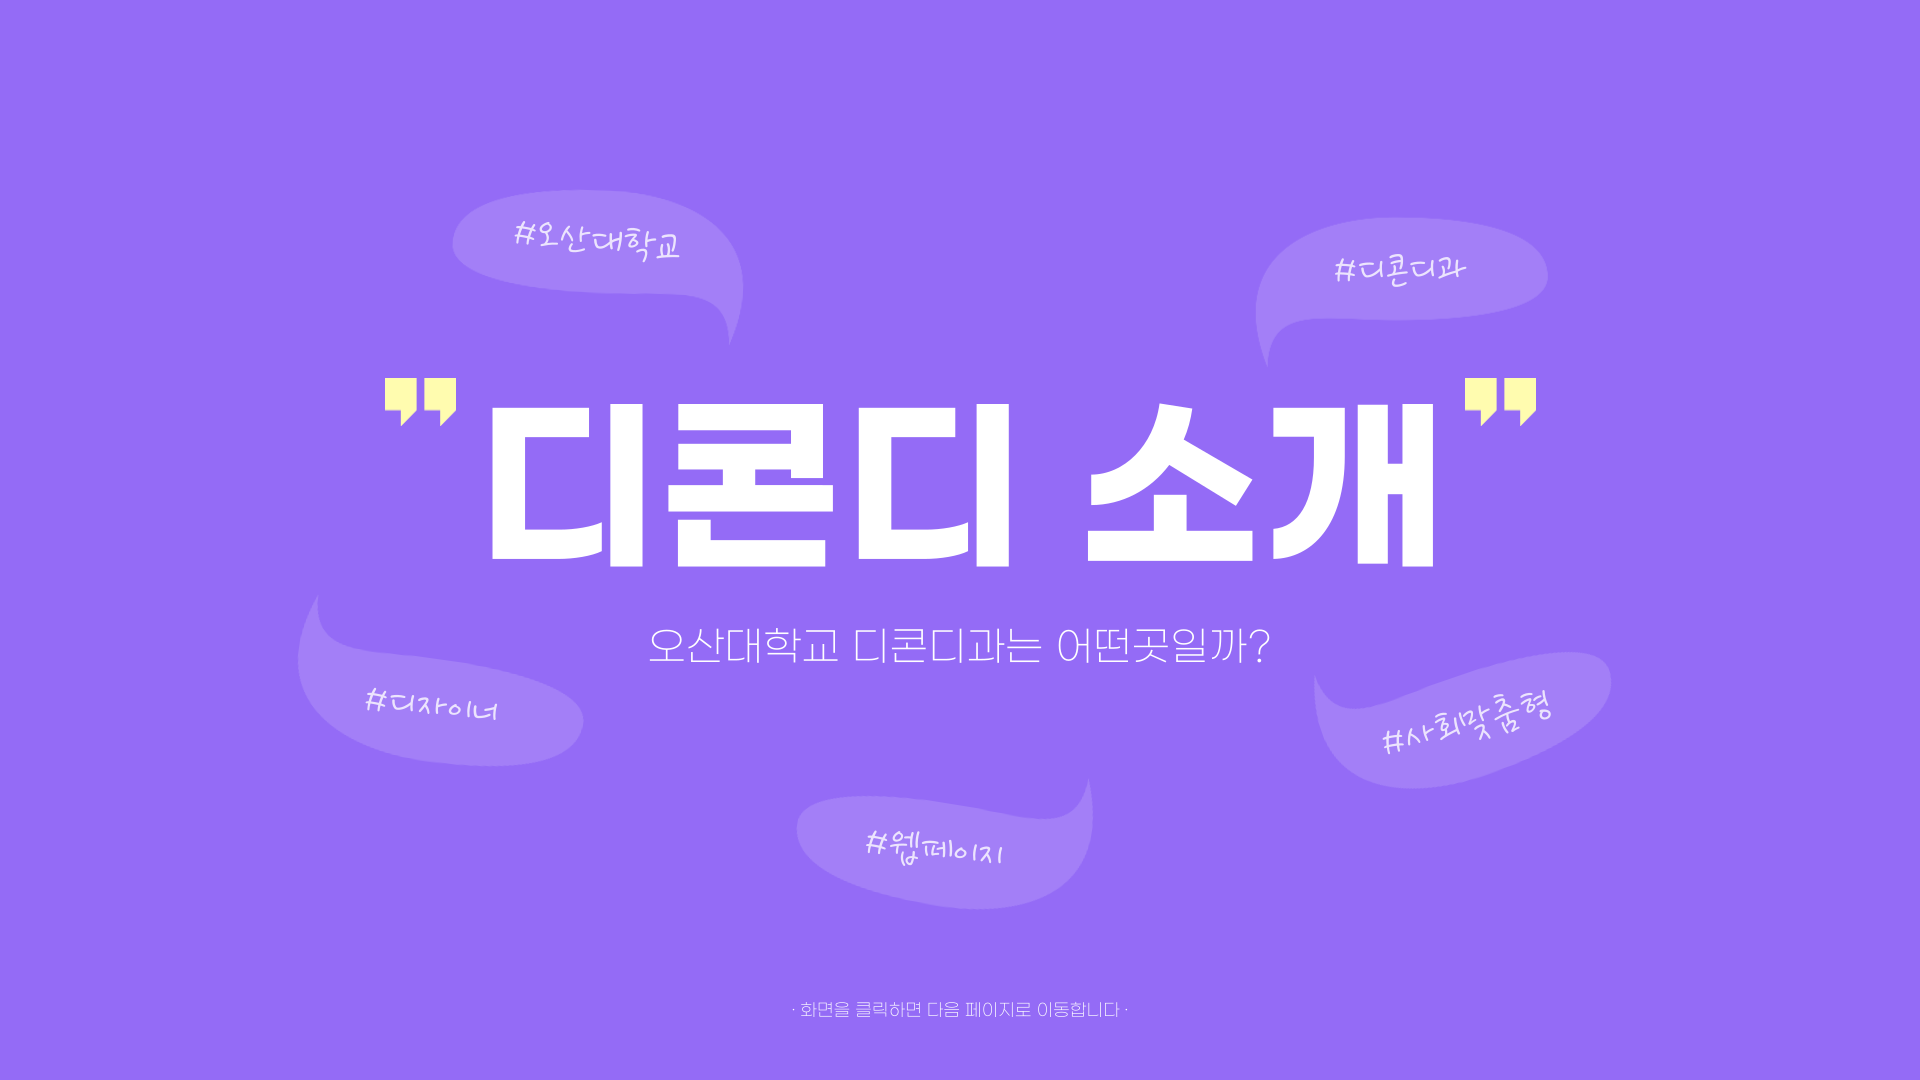 #오산대학교
#디콘디과
"디콘디 소개"
오산대학교 디콘디과는 어떤곳일까?
#디자이너
#사회맞춤형
#웹페이지
· 화면을 클릭하면 다음 페이지로 이동합니다 ·